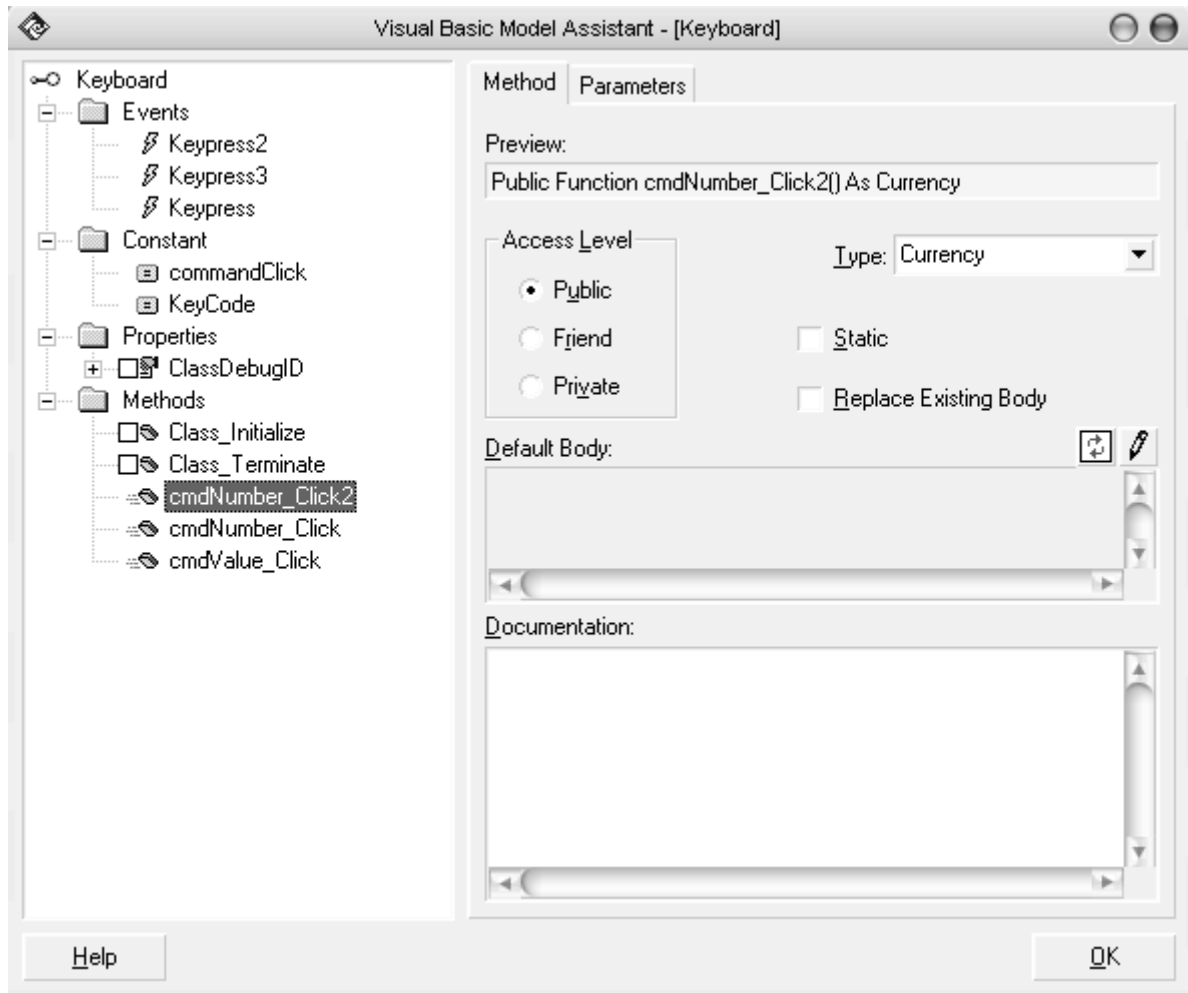 Visual Basic Model Assistant - [Keyboard]
Keyboard
Events
Keypress2
Keypress3
Keypress
Constant
commandClick
KeyCode
Properties
ClassDebugID
Methods
Class_Initialize
Class_Terminate
cmdNumber_Click2
cmdNumber_Click
cmdValue_Click
Method
Parameters
Preview:
Public Function cmdNumber_Click2() As Currency
Access Level
Public
Friend
Private
Type: Currency
Static
Replace Existing Body
Default Body:
Documentation:
Help
OK